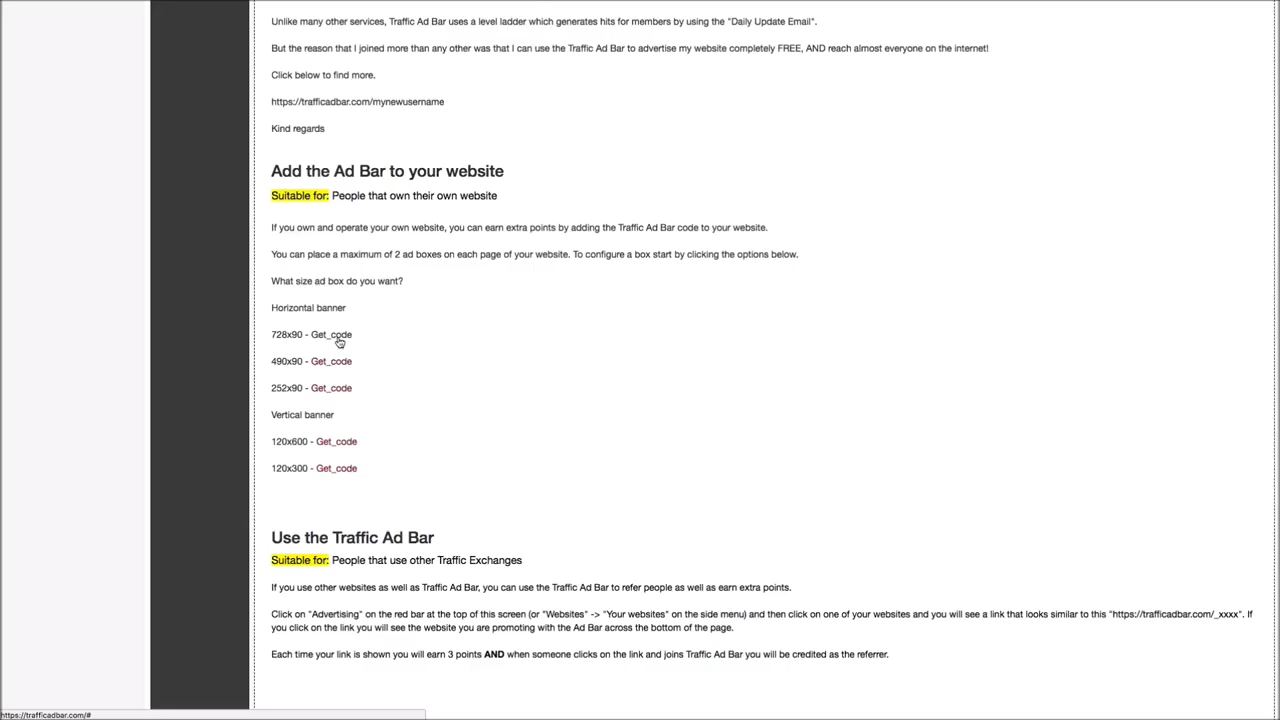 Unlike many other services, Traffic Ad Bar uses a level ladder which generates hits for members by using the "Daily Update Email".
But the reason that I joined more than any other was that I can use the Traffic Ad Bar to advertise my website completely FREE, AND reach almost everyone on the internet!
Click below to find more.
https://trafficadbar.com/mynewusername
Kind regards
Add the Ad Bar to your website
Suitable for: People that own their own website
If you own and operate your own website, you can earn extra points by adding the Traffic Ad Bar code to your website.
You can place a maximum of 2 ad boxes on each page of your website. To configure a box start by clicking the options below.
What size ad box do you want?
Horizontal banner
728x90 - Get_code
490x90 - Get_code
252x90 - Get_code
Vertical banner
120x600 - Get_code
120x300 - Get_code
Use the Traffic Ad Bar
Suitable for: People that use other Traffic Exchanges
If you use other websites as well as Traffic Ad Bar, you can use the Traffic Ad Bar to refer people as well as earn extra points.
Click on "Advertising" on the red bar at the top of this screen (or "Websites" -> "Your websites" on the side menu) and then click on one of your websites and you will see a link that looks similar to this "https://trafficadbar.com/_xxxx". If
you click on the link you will see the website you are promoting with the Ad Bar across the bottom of the page.
Each time your link is shown you will earn 3 points AND when someone clicks on the link and joins Traffic Ad Bar you will be credited as the referrer.
https://trafficadbar.com/#